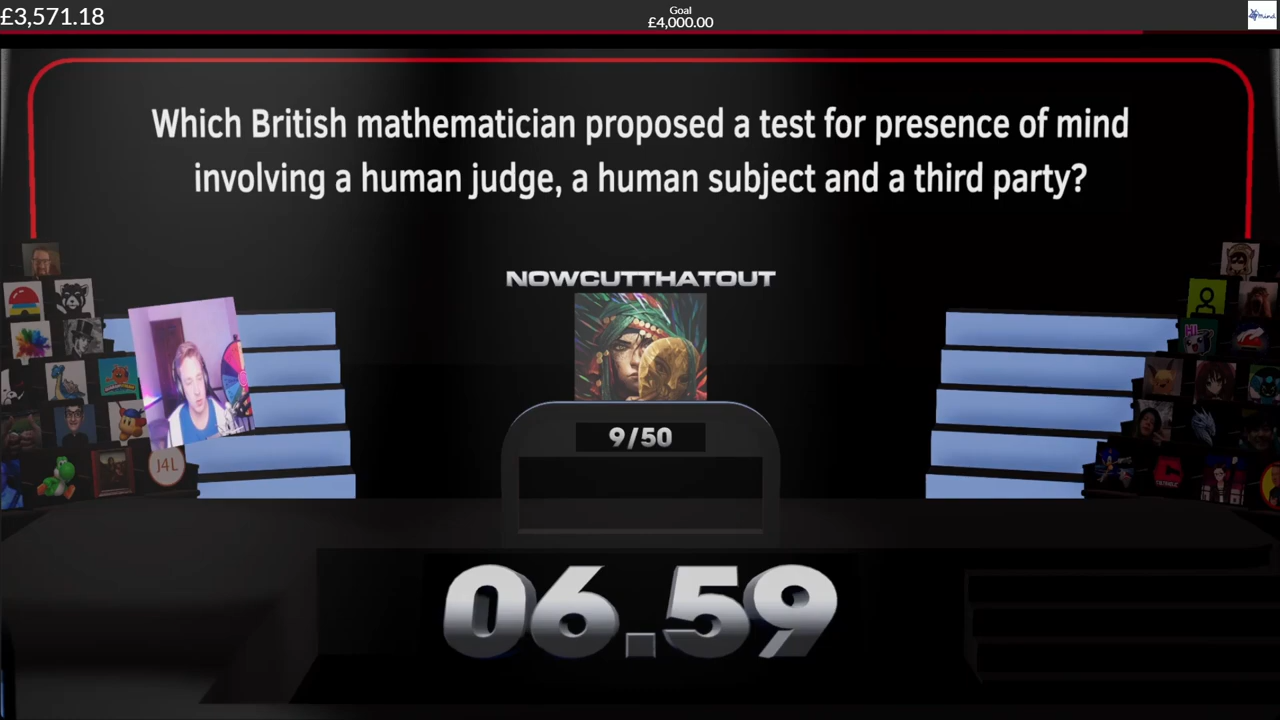 £3,571.18
Goal
£4,000.00
mind
Which British mathematician proposed a test for presence of mind
involving a human judge, a human subject and a third party?
NOWCUTTHATOUT
9/50
J4L
06.59